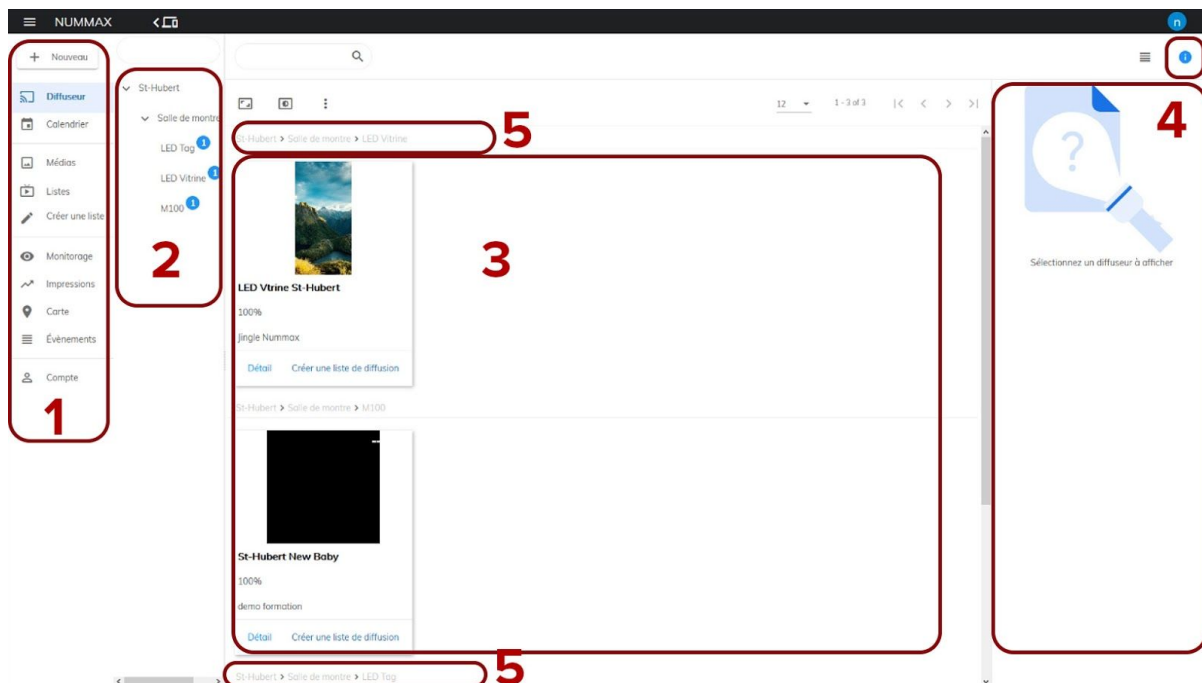 NUMMAX
n
Nouveau
Diffuseur
Calendrier
Médias
Listes
Créer une liste
Monitorage
Impressions
Carte
Évènements
Compte
1
St-Hubert
Salle de montre
LED Tag 1
LED Vitrine 1
M100 1
2
12
1 - 3 of 3
St-Hubert > Salle de montre > LED Vitrine
5
3
LED Vtrine St-Hubert
100%
Jingle Nummax
Détail Créer une liste de diffusion
St-Hubert > Salle de montre > M100
St-Hubert New Baby
100%
demo formation
Détail Créer une liste de diffusion
St-Hubert > Salle de montre > LED Tag
5
4
?
Sélectionnez un diffuseur à afficher